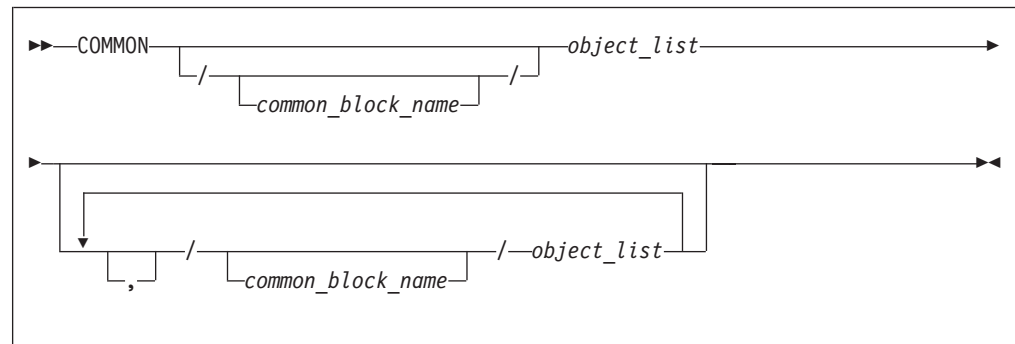 COMMON object_list
/ /
common_block_name
/ / object_list
, common_block_name